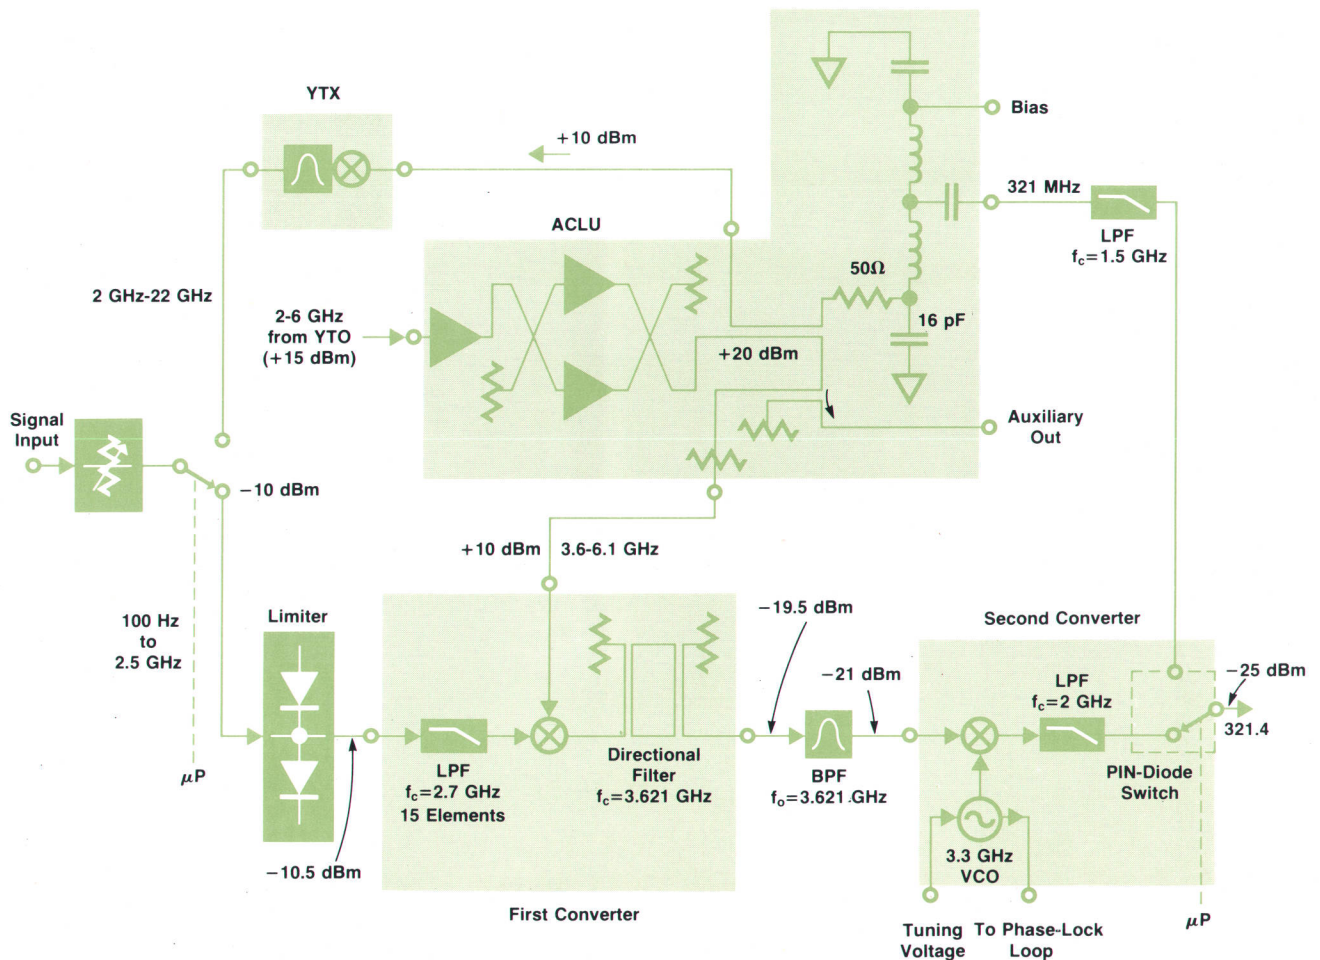 YTX
+10 dBm
Bias
321 MHz
LPF
f_c=1.5 GHz
ACLU
50Ω
16 pF
2 GHz-22 GHz
2-6 GHz
from YTO
(+15 dBm)
+20 dBm
Signal
Input
Auxiliary
Out
−10 dBm
+10 dBm
3.6-6.1 GHz
100 Hz
to
2.5 GHz
μP
Limiter
−10.5 dBm
LPF
f_c=2.7 GHz
15 Elements
Directional
Filter
f_c=3.621 GHz
First Converter
−19.5 dBm
−21 dBm
BPF
f_o=3.621 GHz
Second Converter
LPF
f_c=2 GHz
−25 dBm
321.4
PIN-Diode
Switch
3.3 GHz
VCO
Tuning
Voltage
To Phase-Lock
Loop
μP